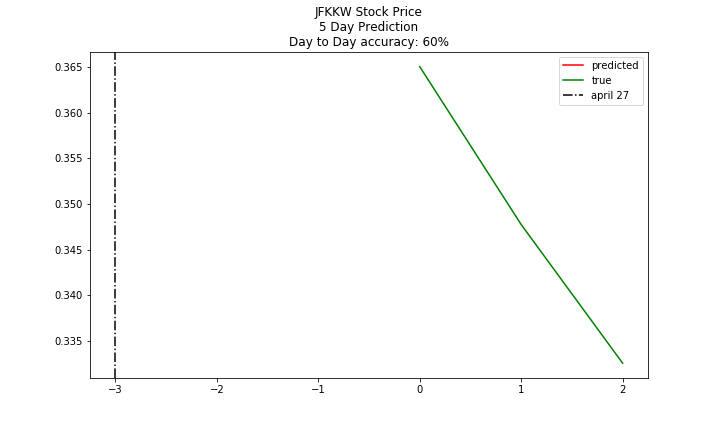 JFKKW Stock Price
5 Day Prediction
Day to Day accuracy: 60%
predicted
true
april 27
0.365
0.360
0.355
0.350
0.345
0.340
0.335
−3
−2
−1
0
1
2